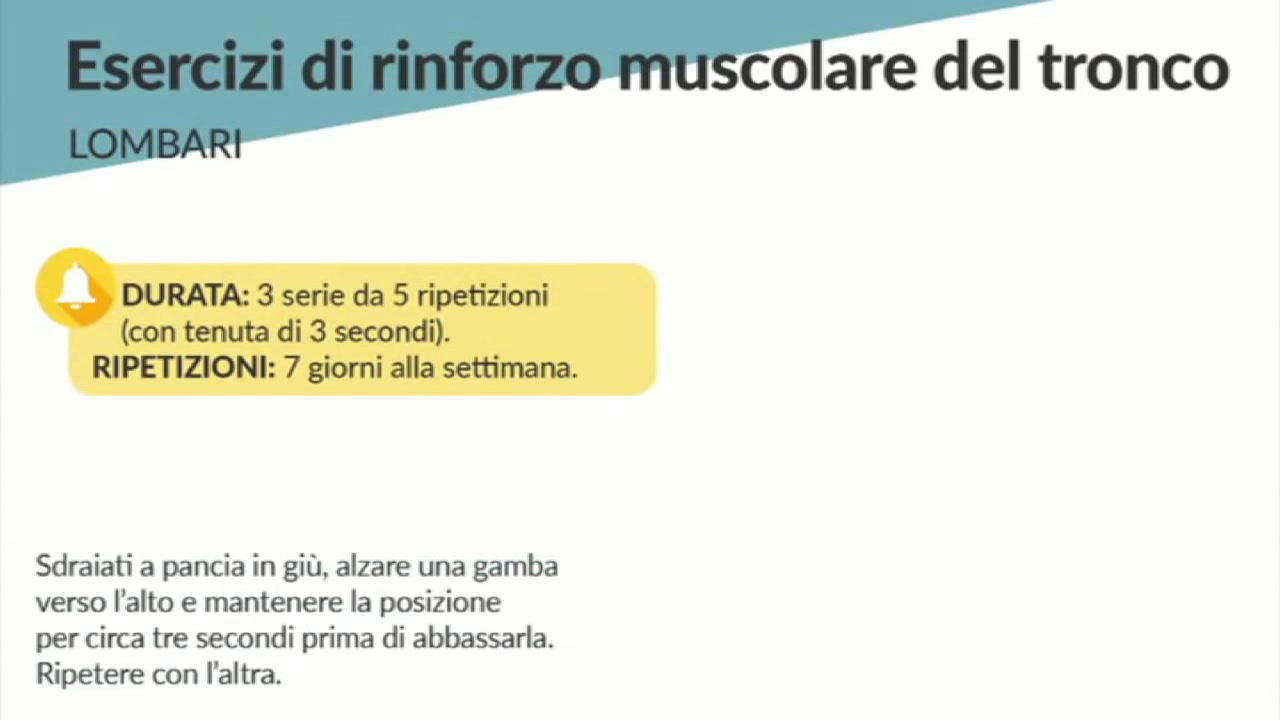 Esercizi di rinforzo muscolare del tronco
LOMBARI
DURATA: 3 serie da 5 ripetizioni
(con tenuta di 3 secondi).
RIPETIZIONI: 7 giorni alla settimana.
Sdraiati a pancia in giù, alzare una gamba
verso l'alto e mantenere la posizione
per circa tre secondi prima di abbassarla.
Ripetere con l'altra.